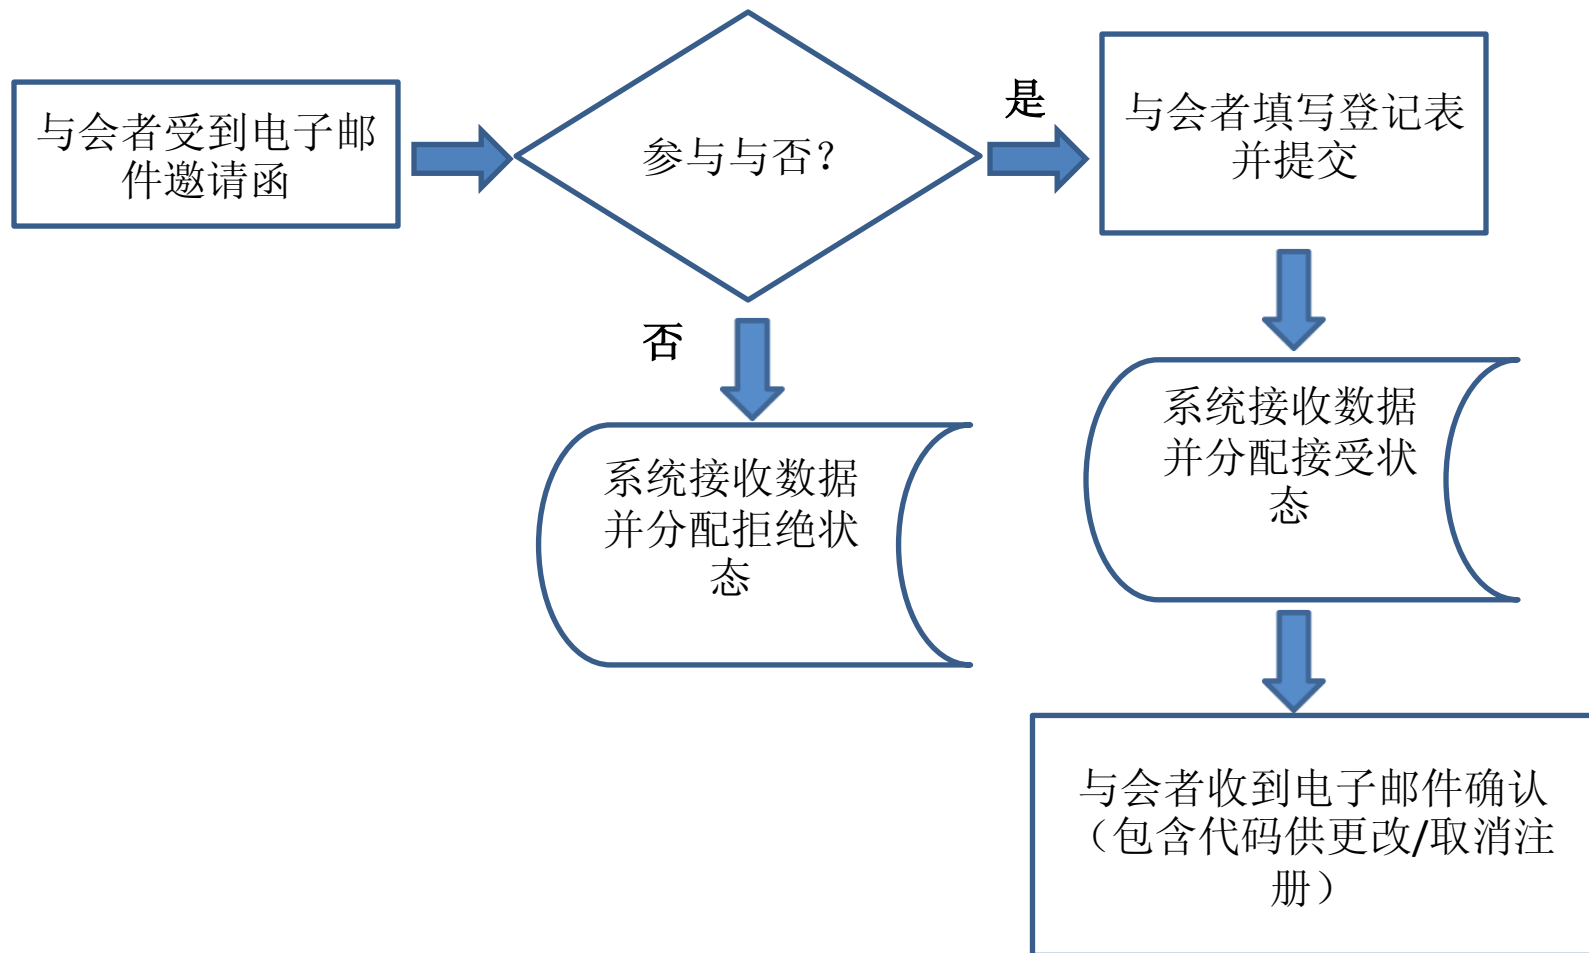 与会者受到电子邮
件邀请函
参与与否？
是
与会者填写登记表
并提交
否
系统接收数据
并分配拒绝状
态
系统接收数据
并分配接受状
态
与会者收到电子邮件确认
（包含代码供更改/取消注
册）